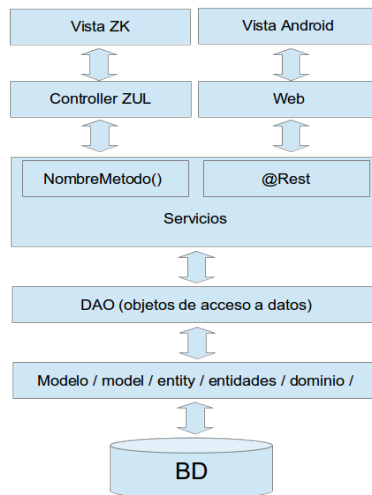 Vista ZK
Vista Android
Controller ZUL
Web
NombreMetodo()
@Rest
Servicios
DAO (objetos de acceso a datos)
Modelo / model / entity / entidades / dominio /
BD